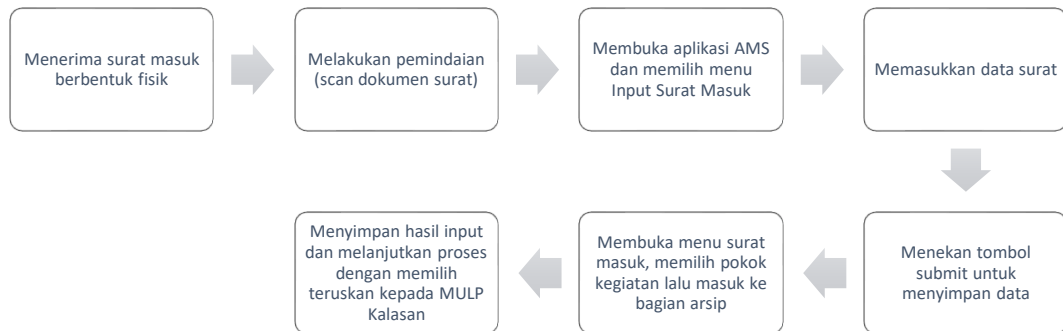 Menerima surat masuk
berbentuk fisik
Melakukan pemindaian
(scan dokumen surat)
Membuka aplikasi AMS
dan memilih menu
Input Surat Masuk
Memasukkan data surat
Menekan tombol
submit untuk
menyimpan data
Membuka menu surat
masuk, memilih pokok
kegiatan lalu masuk ke
bagian arsip
Menyimpan hasil input
dan melanjutkan proses
dengan memilih
teruskan kepada MULP
Kalasan